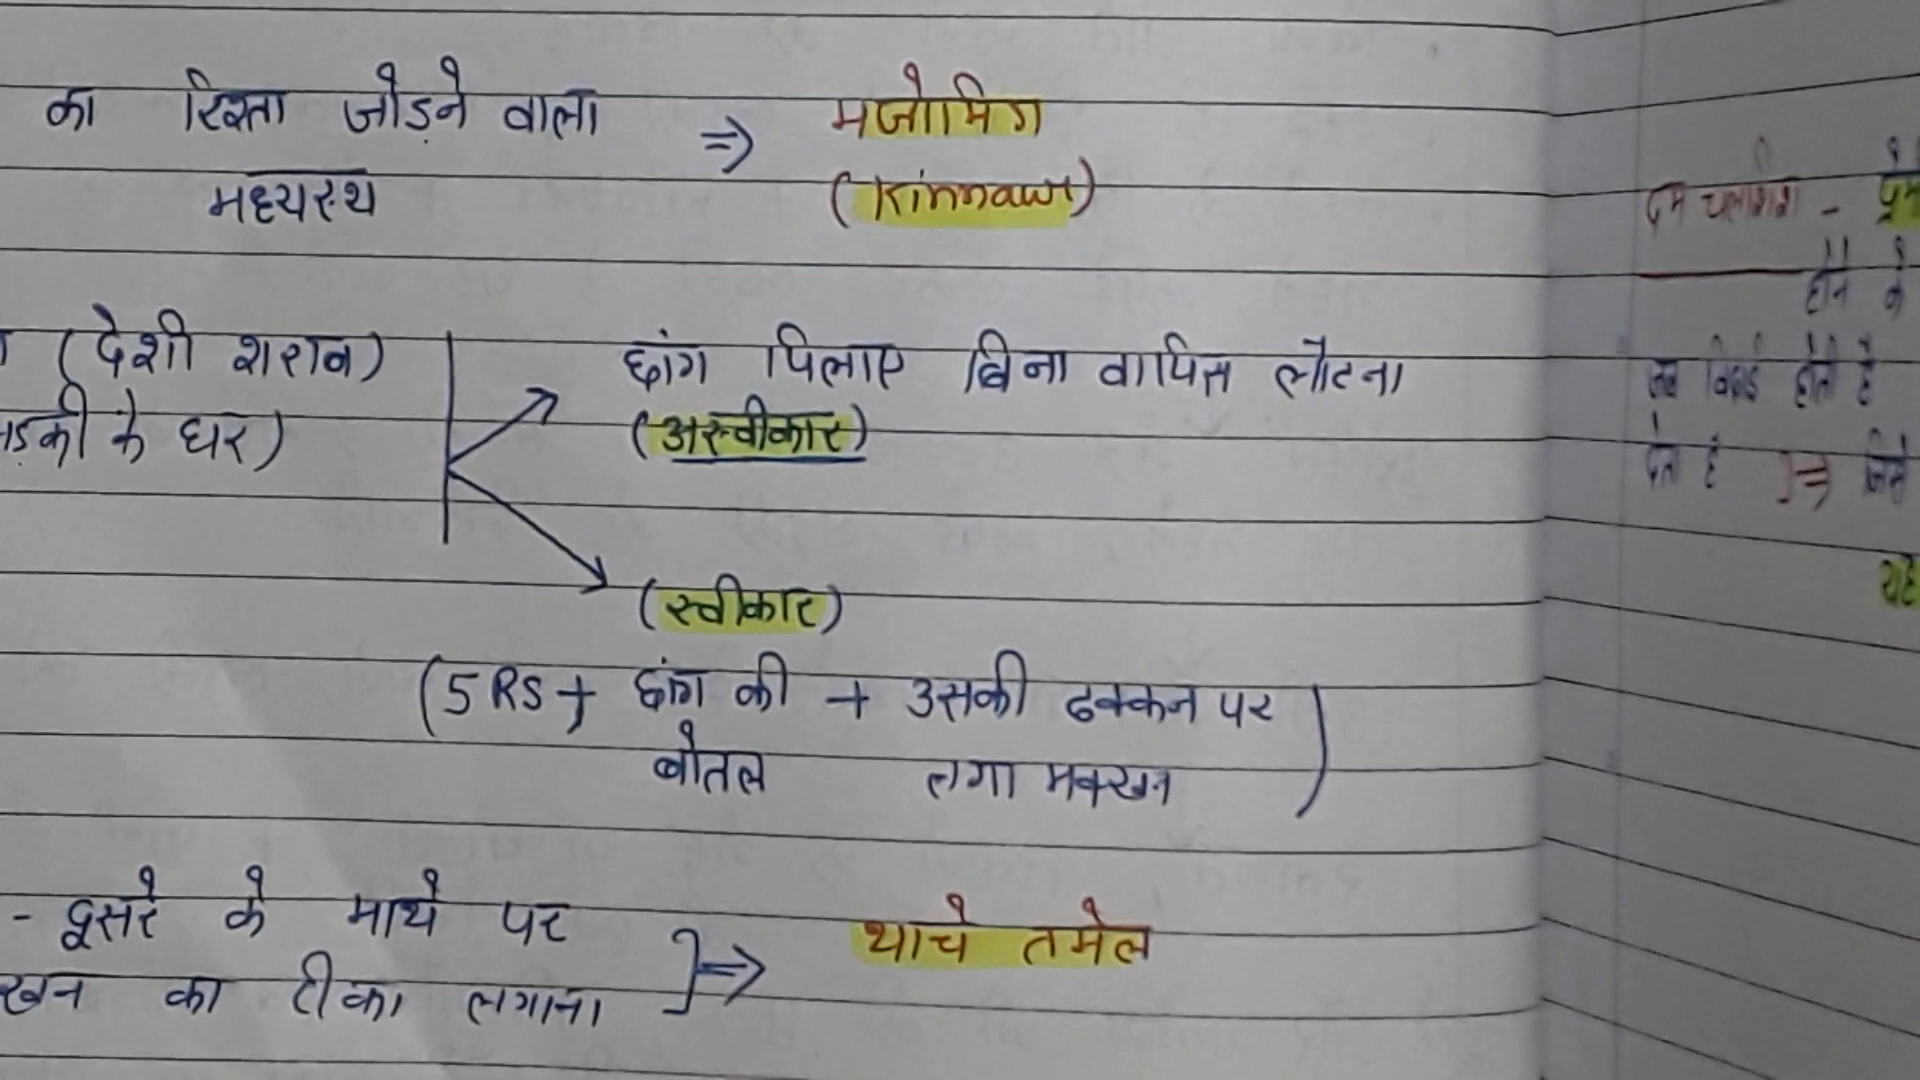 का रिश्ता जोड़ने वाला ⇒ मजोमिग
मध्यस्थ (Kinnaur)
(देशी शराब) छांग पिलाए बिना वापिस लौटना
के घर) (अस्वीकार)
(स्वीकार)
(5 RS + छांग की + उसकी ढक्कन पर
बोतल लगा मक्खन)
- दूसरे के माथे पर ]⇒ थाचे तमेल
का टीका लगाना
होने के
जब विदाई होती है
देता है ]⇒